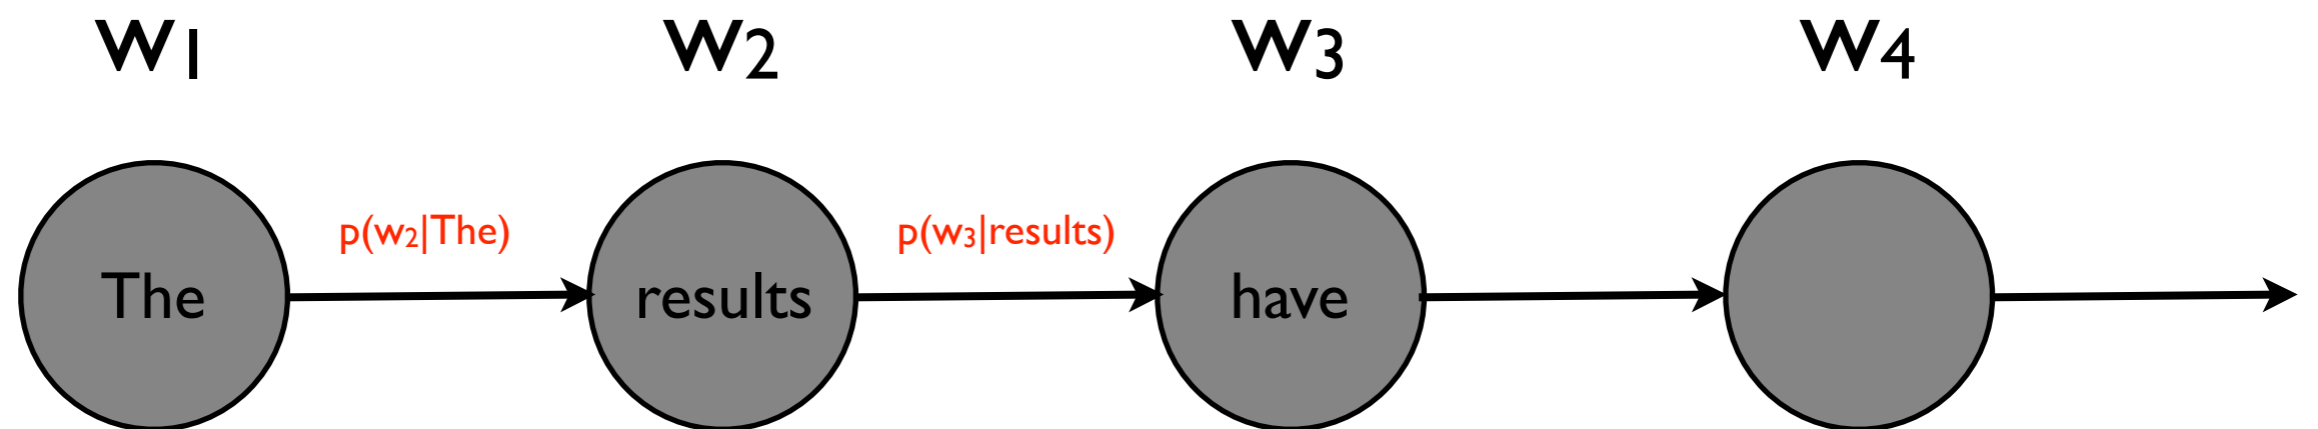 w1 w2 w3 w4
p(w2|The) p(w3|results)
The results have